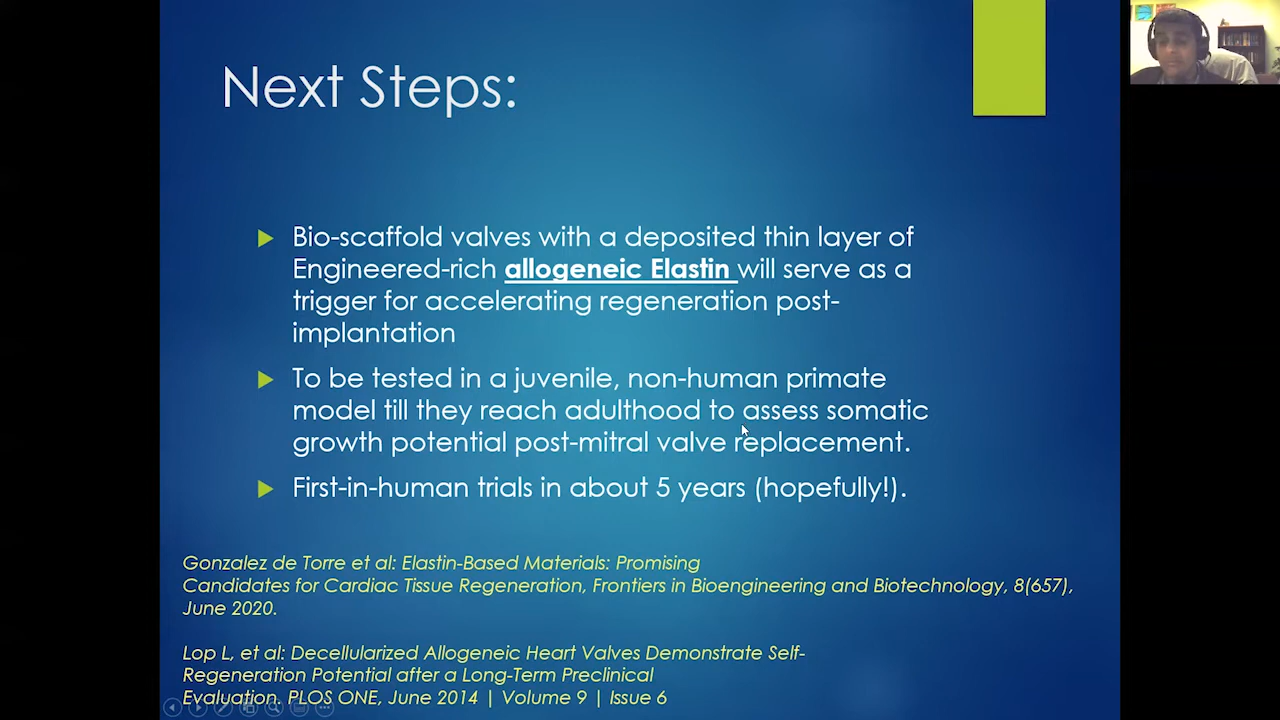 Next Steps:
Bio-scaffold valves with a deposited thin layer of
Engineered-rich allogeneic Elastin will serve as a
trigger for accelerating regeneration post-
implantation
To be tested in a juvenile, non-human primate
model till they reach adulthood to assess somatic
growth potential post-mitral valve replacement.
First-in-human trials in about 5 years (hopefully!).
Gonzalez de Torre et al: Elastin-Based Materials: Promising
Candidates for Cardiac Tissue Regeneration, Frontiers in Bioengineering and Biotechnology, 8(657),
June 2020.
Lop L, et al: Decellularized Allogeneic Heart Valves Demonstrate Self-
Regeneration Potential after a Long-Term Preclinical
Evaluation. PLOS ONE, June 2014 | Volume 9 | Issue 6